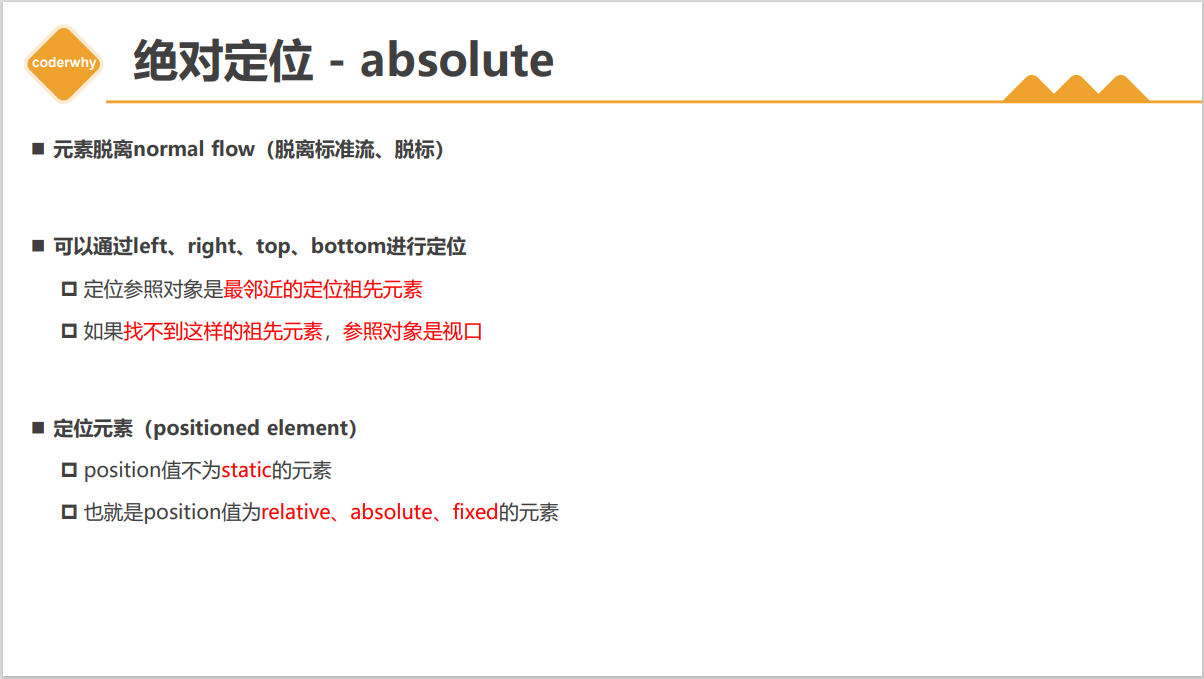 coderwhy
绝对定位 - absolute
■ 元素脱离normal flow（脱离标准流、脱标）
■ 可以通过left、right、top、bottom进行定位
定位参照对象是最邻近的定位祖先元素
如果找不到这样的祖先元素，参照对象是视口
■ 定位元素（positioned element）
position值不为static的元素
也就是position值为relative、absolute、fixed的元素